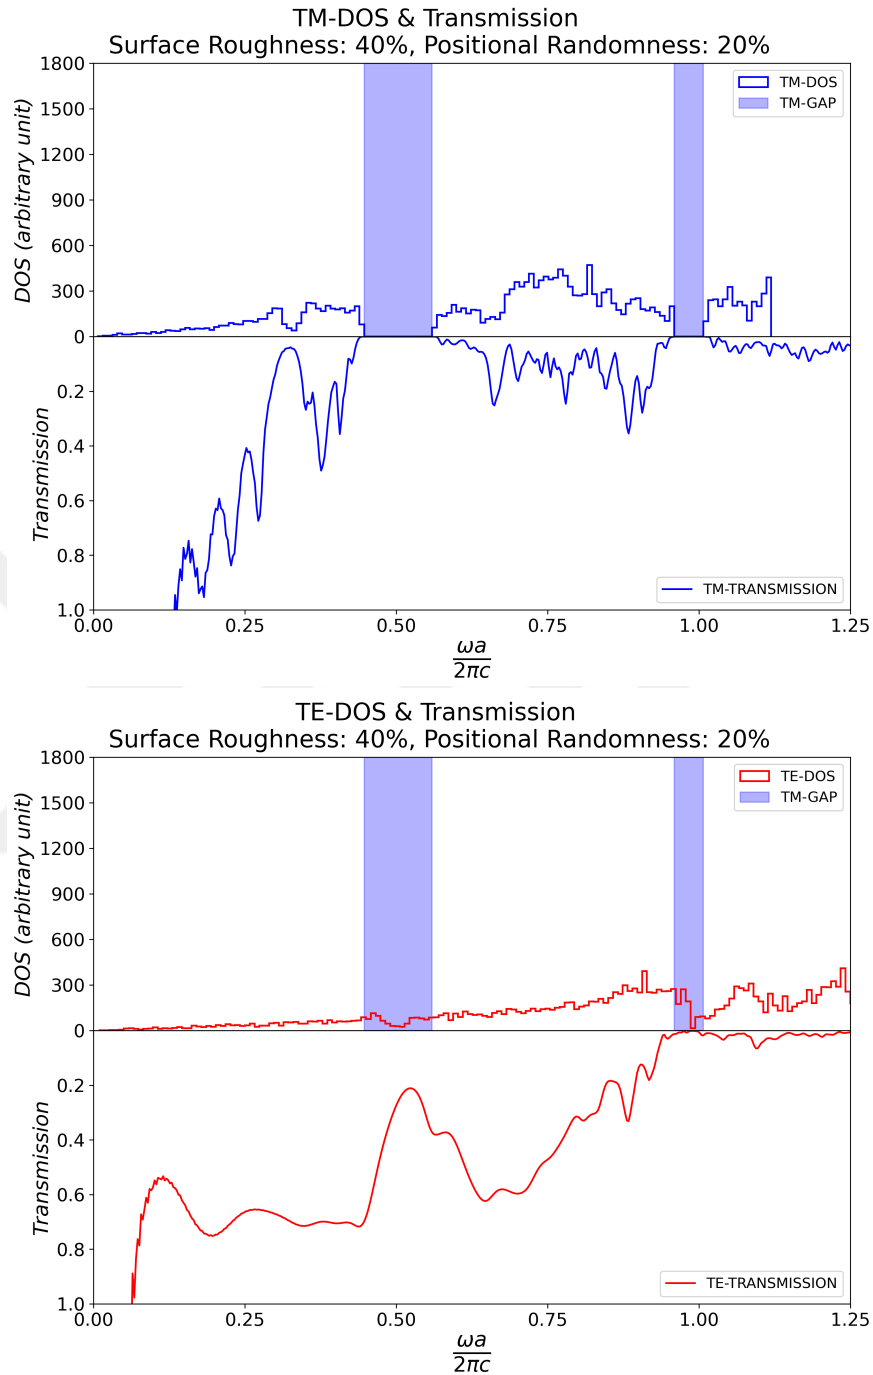 TM-DOS & Transmission
Surface Roughness: 40%, Positional Randomness: 20%
1800
1500
1200
900
600
300
0
DOS (arbitrary unit)
TM-DOS
TM-GAP
0.2
0.4
0.6
0.8
1.0
Transmission
TM-TRANSMISSION
0.00 0.25 0.50 0.75 1.00 1.25
ωa
2πc
TE-DOS & Transmission
Surface Roughness: 40%, Positional Randomness: 20%
1800
1500
1200
900
600
300
0
DOS (arbitrary unit)
TE-DOS
TM-GAP
0.2
0.4
0.6
0.8
1.0
Transmission
TE-TRANSMISSION
0.00 0.25 0.50 0.75 1.00 1.25
ωa
2πc